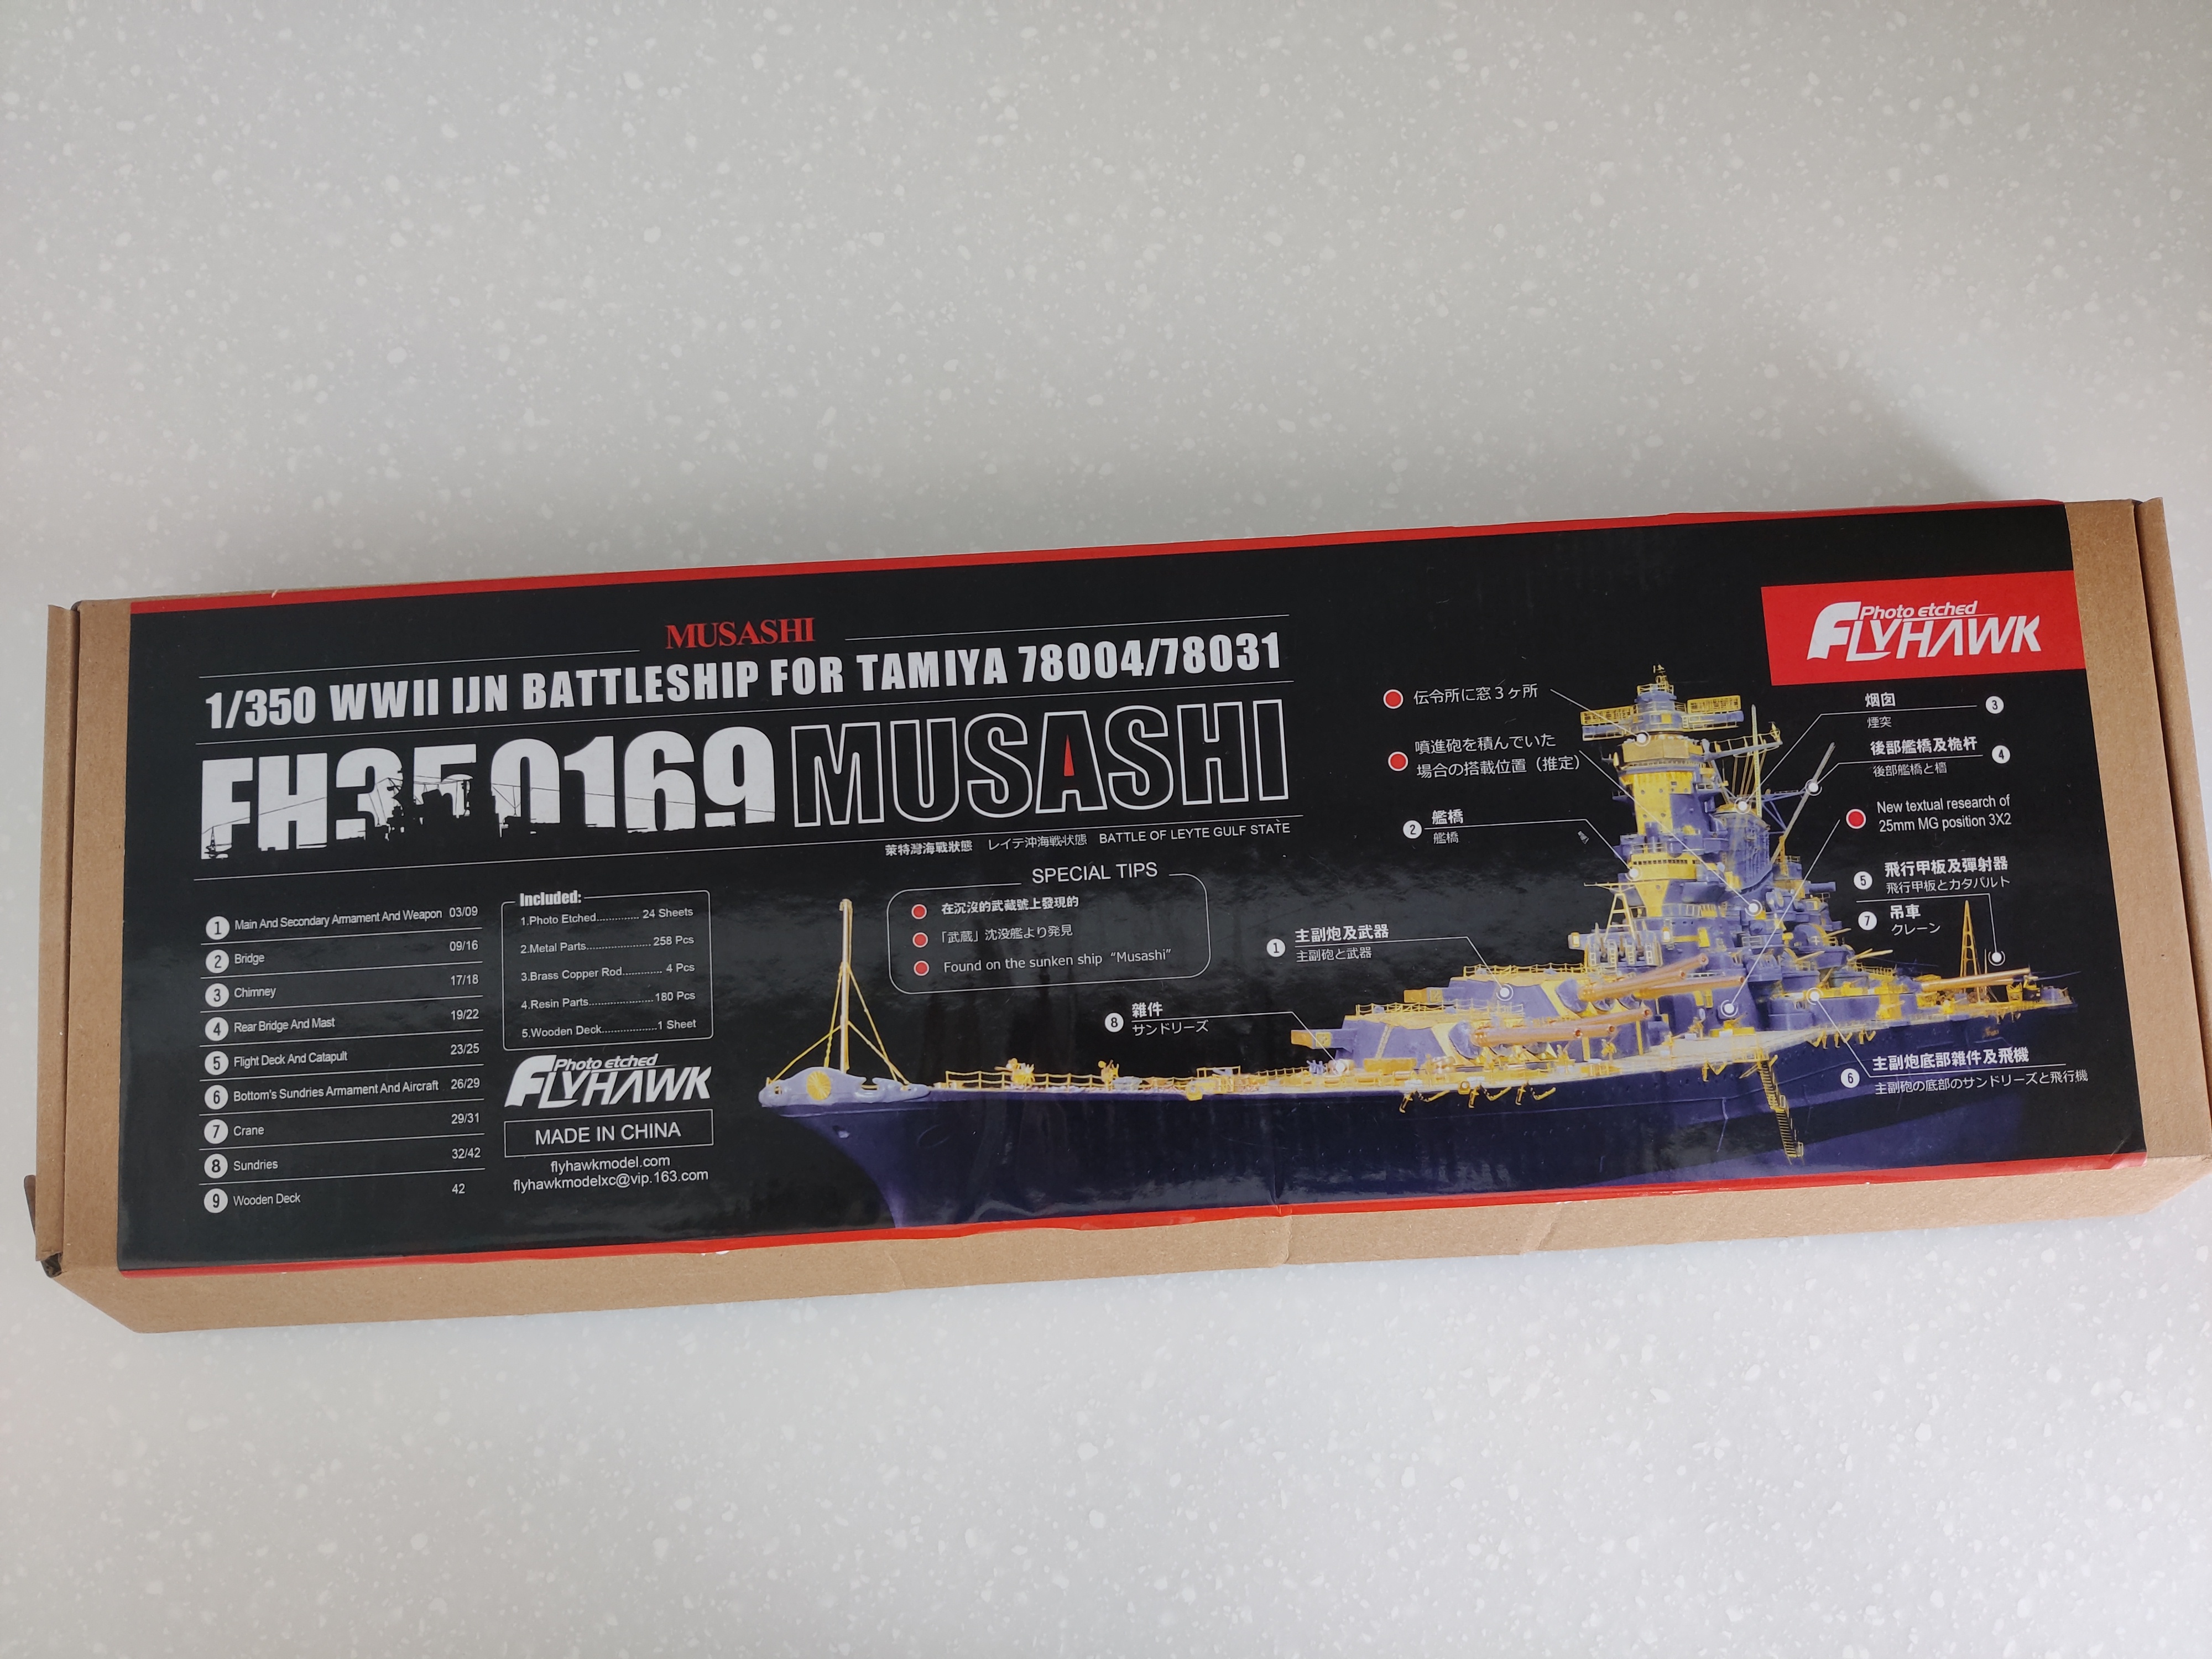 MUSASHI
1/350 WWII IJN BATTLESHIP FOR TAMIYA 78004/78031
FH350169 MUSASHI
萊特灣海戰狀態 レイテ沖海戦状態 BATTLE OF LEYTE GULF STATE
1 Main And Secondary Armament And Weapon 03/09
2 Bridge 09/16
3 Chimney 17/18
4 Rear Bridge And Mast 19/22
5 Flight Deck And Catapult 23/25
6 Bottom's Sundries Armament And Aircraft 26/29
7 Crane 29/31
8 Sundries 32/42
9 Wooden Deck 42
Included:
1.Photo Etched............. 24 Sheets
2.Metal Parts..................... 258 Pcs
3.Brass Copper Rod............. 4 Pcs
4.Resin Parts.....................180 Pcs
5.Wooden Deck..................1 Sheet
Photo etched
FLYHAWK
MADE IN CHINA
flyhawkmodel.com
flyhawkmodelxc@vip.163.com
SPECIAL TIPS
在沉沒的武藏號上發現的
「武蔵」沈没艦より発見
Found on the sunken ship “Musashi”
8 雜件
サンドリーズ
1 主副炮及武器
主副砲と武器
伝令所に窓3ヶ所
噴進砲を積んでいた
場合の搭載位置（推定）
2 艦橋
艦橋
Photo etched
FLYHAWK
烟囱 3
煙突
後部艦橋及桅杆 4
後部艦橋と檣
New textual research of
25mm MG position 3X2
5 飛行甲板及彈射器
飛行甲板とカタパルト
7 吊車
クレーン
6 主副炮底部雜件及飛機
主副砲の底部のサンドリーズと飛行機